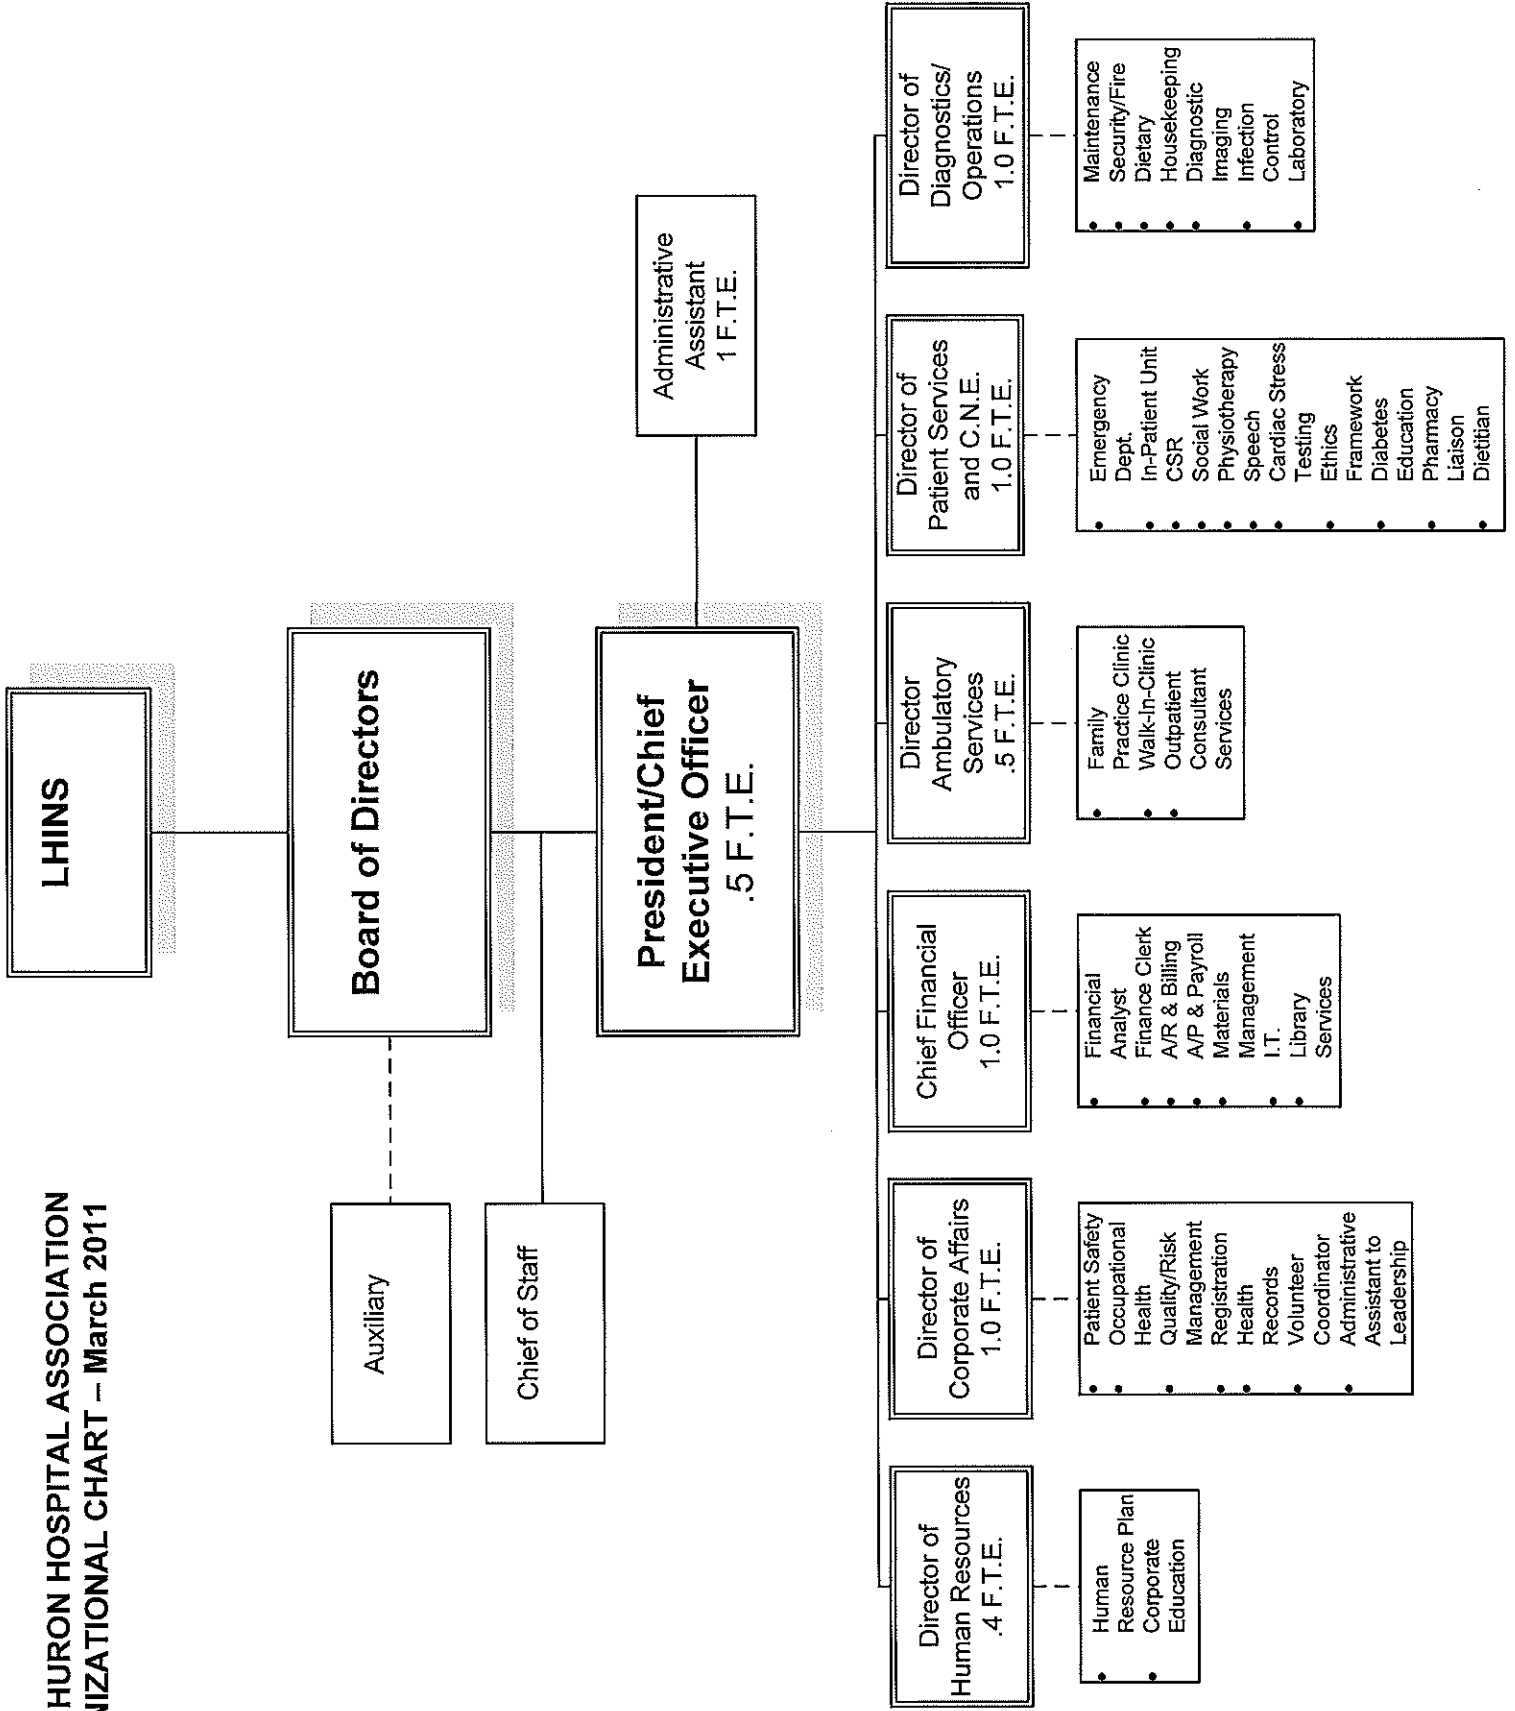 HURON HOSPITAL ASSOCIATION
NIZATIONAL CHART – March 2011
LHINS
Board of Directors
Auxiliary
Chief of Staff
President/Chief
Executive Officer
.5 F.T.E.
Administrative
Assistant
1 F.T.E.
Director of
Human Resources
.4 F.T.E.
• Human
Resource Plan
• Corporate
Education
Director of
Corporate Affairs
1.0 F.T.E.
• Patient Safety
• Occupational
Health
• Quality/Risk
Management
• Registration
• Health
Records
• Volunteer
Coordinator
• Administrative
Assistant to
Leadership
Chief Financial
Officer
1.0 F.T.E.
• Financial
Analyst
• Finance Clerk
• A/R & Billing
• A/P & Payroll
• Materials
Management
• I.T.
• Library
Services
Director
Ambulatory
Services
.5 F.T.E.
• Family
Practice Clinic
• Walk-In-Clinic
• Outpatient
Consultant
Services
Director of
Patient Services
and C.N.E.
1.0 F.T.E.
• Emergency
Dept.
• In-Patient Unit
• CSR
• Social Work
• Physiotherapy
• Speech
• Cardiac Stress
Testing
• Ethics
Framework
• Diabetes
Education
• Pharmacy
Liaison
• Dietitian
Director of
Diagnostics/
Operations
1.0 F.T.E.
• Maintenance
• Security/Fire
• Dietary
• Housekeeping
• Diagnostic
Imaging
• Infection
Control
• Laboratory